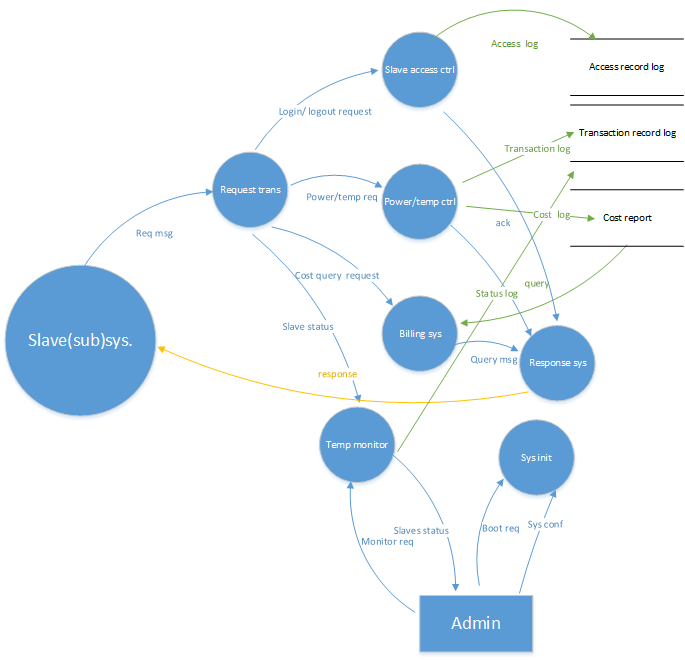 Access log
Slave access ctrl
Access record log
Login/ logout request
Transaction record log
Transaction log
Request trans
Power/temp req
Power/temp ctrl
Cost log
Cost report
ack
Req msg
Cost query request
query
Status log
Slave status
Billing sys
Slave(sub)sys.
Query msg
Response sys
response
Temp monitor
Sys init
Slaves status
Boot req
Sys conf
Monitor req
Admin